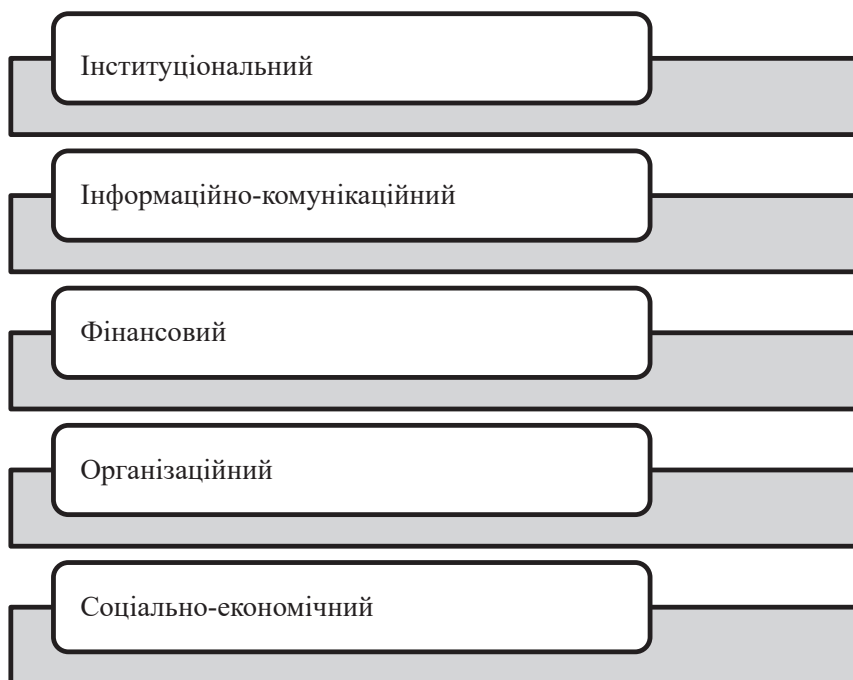 Інституціональний
Інформаційно-комунікаційний
Фінансовий
Організаційний
Соціально-економічний